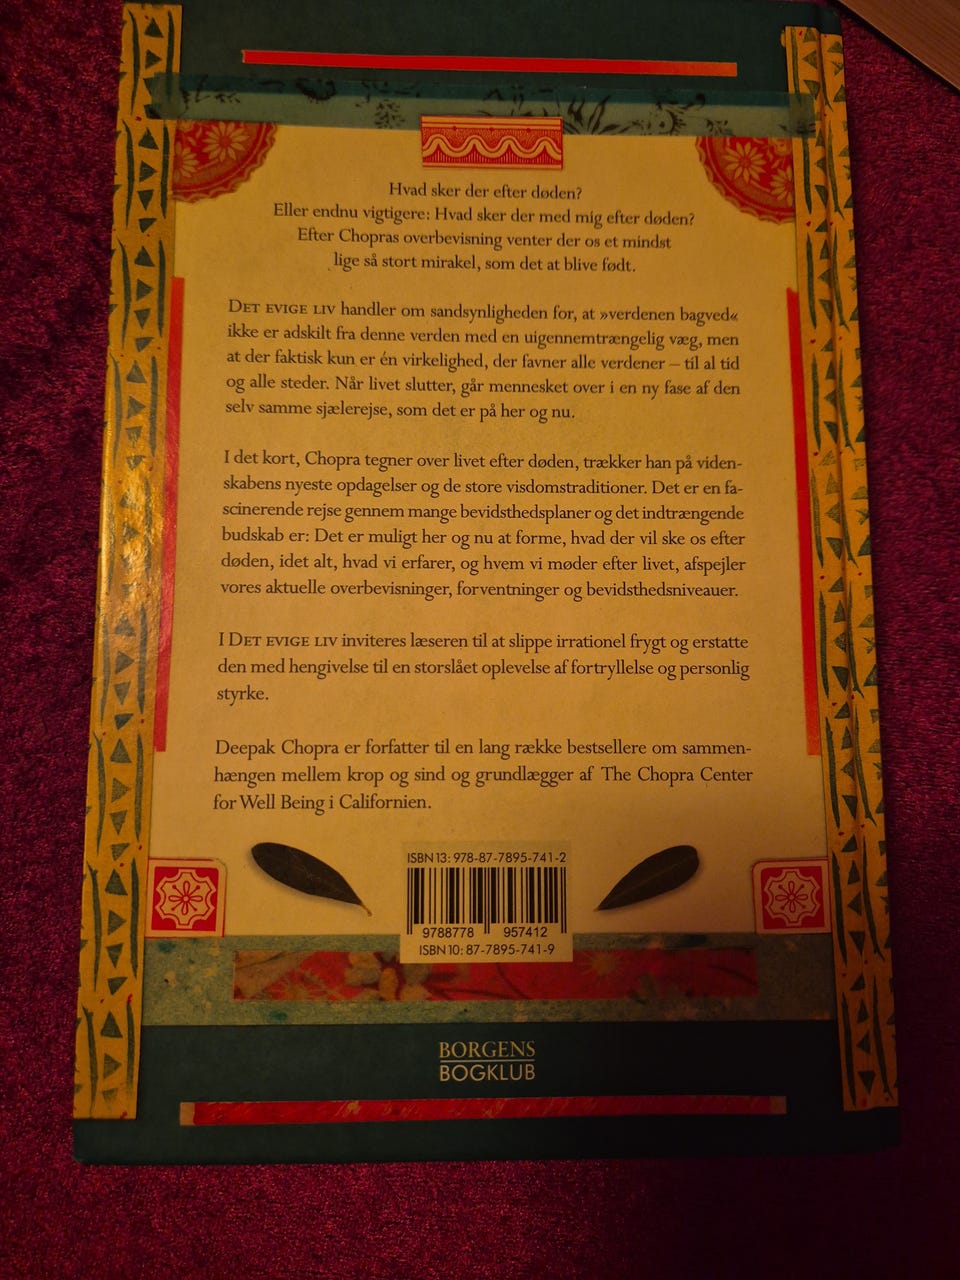 Hvad sker der efter døden?
Eller endnu vigtigere: Hvad sker der med mig efter døden?
Efter Chopras overbevisning venter der os et mindst
lige så stort mirakel, som det at blive født.
DET EVIGE LIV handler om sandsynligheden for, at »verdenen bagved«
ikke er adskilt fra denne verden med en uigennemtrængelig væg, men
at der faktisk kun er én virkelighed, der favner alle verdener – til al tid
og alle steder. Når livet slutter, går mennesket over i en ny fase af den
selv samme sjælerejse, som det er på her og nu.
I det kort, Chopra tegner over livet efter døden, trækker han på viden-
skabens nyeste opdagelser og de store visdomstraditioner. Det er en fa-
scinerende rejse gennem mange bevidsthedsplaner og det indtrængende
budskab er: Det er muligt her og nu at forme, hvad der vil ske os efter
døden, idet alt, hvad vi erfarer, og hvem vi møder efter livet, afspejler
vores aktuelle overbevisninger, forventninger og bevidsthedsniveauer.
I DET EVIGE LIV inviteres læseren til at slippe irrationel frygt og erstatte
den med hengivelse til en storslået oplevelse af fortryllelse og personlig
styrke.
Deepak Chopra er forfatter til en lang række bestsellere om sammen-
hængen mellem krop og sind og grundlægger af The Chopra Center
for Well Being i Californien.
ISBN 13: 978-87-7895-741-2
9788778 957412
ISBN 10: 87-7895-741-9
BORGENS
BOGKLUB